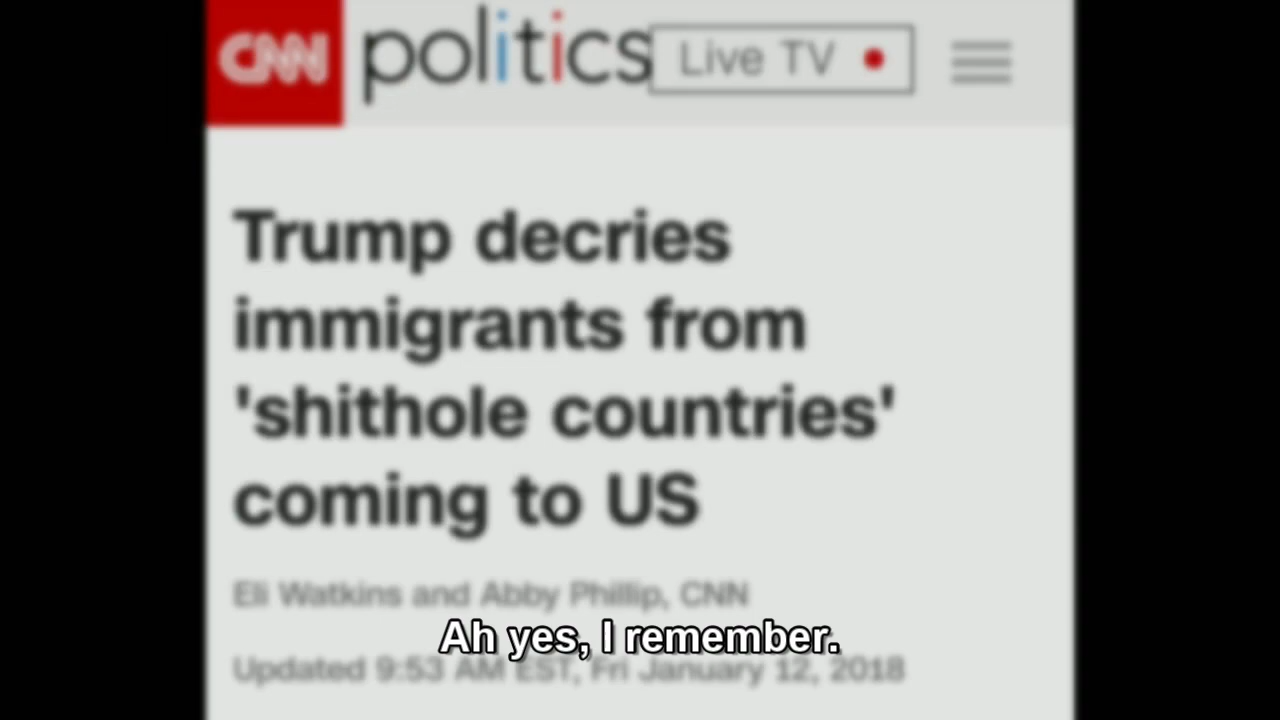 CNN politics Live TV
Trump decries
immigrants from
'shithole countries'
coming to US
Eli Watkins and Abby Phillip, CNN
Ah yes, I remember.
Updated 9:53 AM EST, Fri January 12, 2018